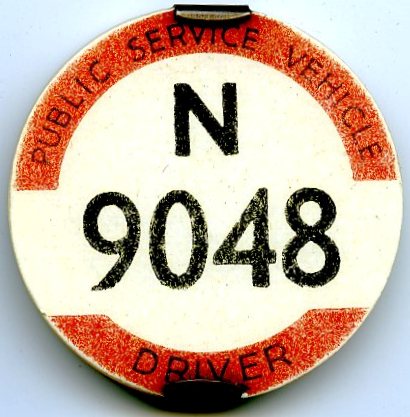 PUBLIC SERVICE VEHICLE
N
9048
DRIVER